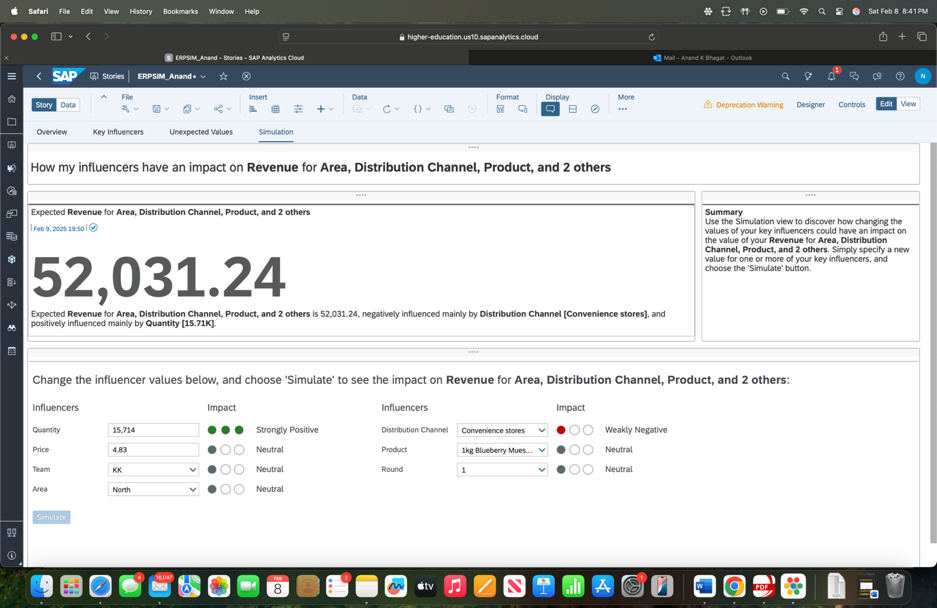 Safari File Edit View History Bookmarks Window Help
Sat Feb 8 8:41 PM
higher-education.us10.sapanalytics.cloud
ERPSIM_Anand - Stories - SAP Analytics Cloud
Mail - Anand K Bhagat - Outlook
SAP Stories ERPSIM_Anand •
1
N
Story Data
File
Insert
Data
Format
Display
More
Deprecation Warning
Designer
Controls
Edit View
Overview
Key Influencers
Unexpected Values
Simulation
How my influencers have an impact on Revenue for Area, Distribution Channel, Product, and 2 others
Expected Revenue for Area, Distribution Channel, Product, and 2 others
Feb 9, 2025 19:50
52,031.24
Expected Revenue for Area, Distribution Channel, Product, and 2 others is 52,031.24, negatively influenced mainly by Distribution Channel [Convenience stores], and
positively influenced mainly by Quantity [15.71K].
Summary
Use the Simulation view to discover how changing the
values of your key influencers could have an impact on
the value of your Revenue for Area, Distribution
Channel, Product, and 2 others. Simply specify a new
value for one or more of your key influencers, and
choose the 'Simulate' button.
Change the influencer values below, and choose 'Simulate' to see the impact on Revenue for Area, Distribution Channel, Product, and 2 others:
Influencers Impact Influencers Impact
Quantity 15,714 Strongly Positive Distribution Channel Convenience stores Weakly Negative
Price 4.83 Neutral Product 1kg Blueberry Mues... Neutral
Team KK Neutral Round 1 Neutral
Area North Neutral
Simulate
4
16,047
FEB
8
2
tv
1
W
PDF